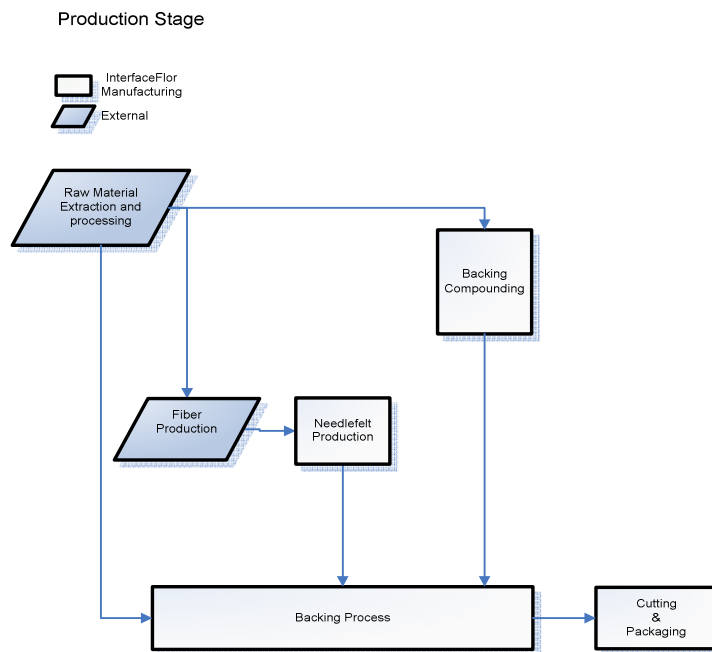 Production Stage
InterfaceFlor
Manufacturing
External
Raw Material
Extraction and
processing
Backing
Compounding
Fiber
Production
Needlefelt
Production
Backing Process
Cutting
&
Packaging